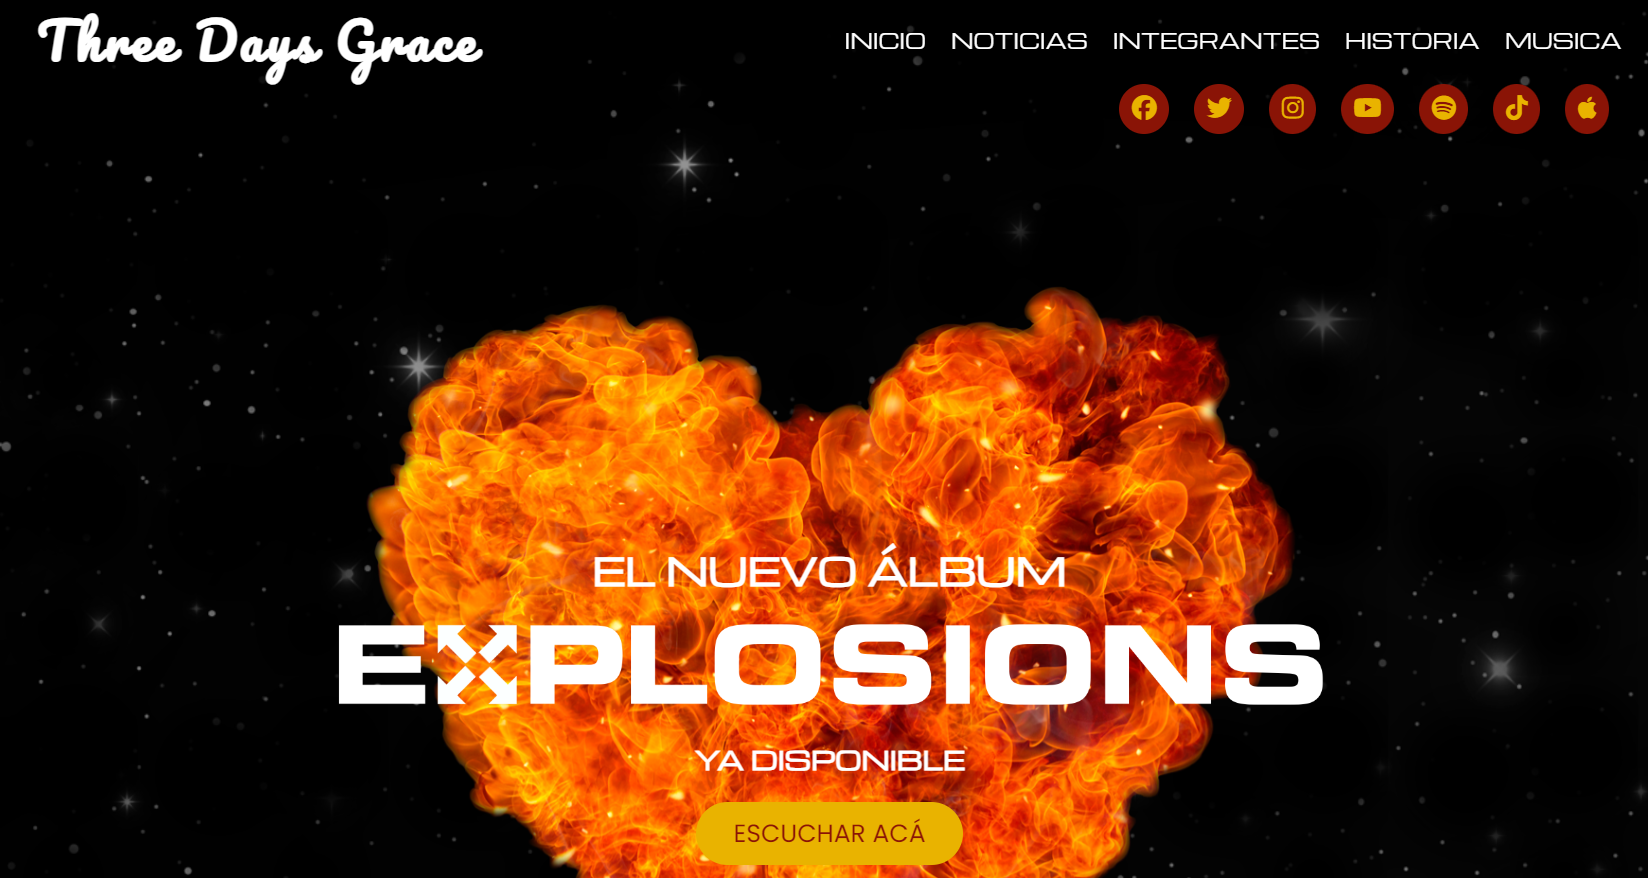 Three Days Grace
INICIO NOTICIAS INTEGRANTES HISTORIA MUSICA
EL NUEVO ÁLBUM
EXPLOSIONS
YA DISPONIBLE
ESCUCHAR ACÁ